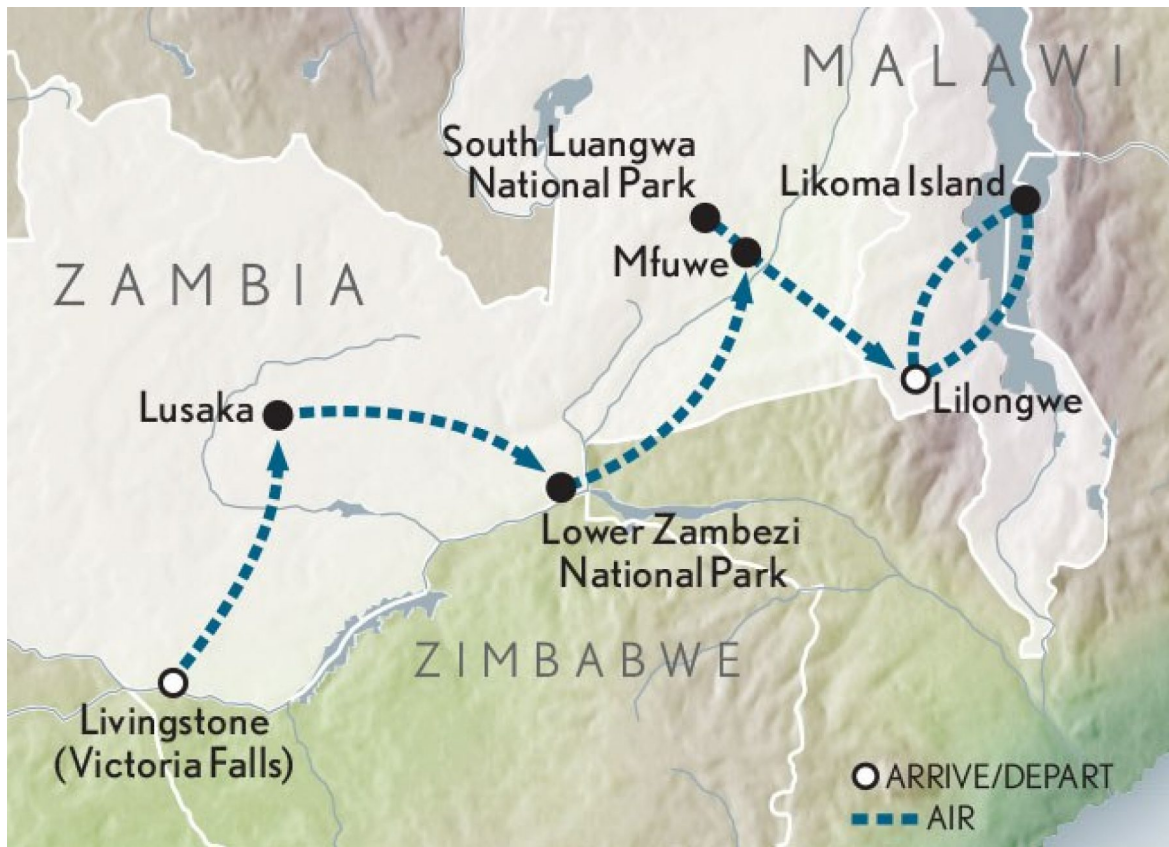 MALAWI
South Luangwa
National Park
Likoma Island
Mfuwe
ZAMBIA
Lusaka
Lilongwe
Lower Zambezi
National Park
ZIMBABWE
Livingstone
(Victoria Falls)
ARRIVE/DEPART
AIR